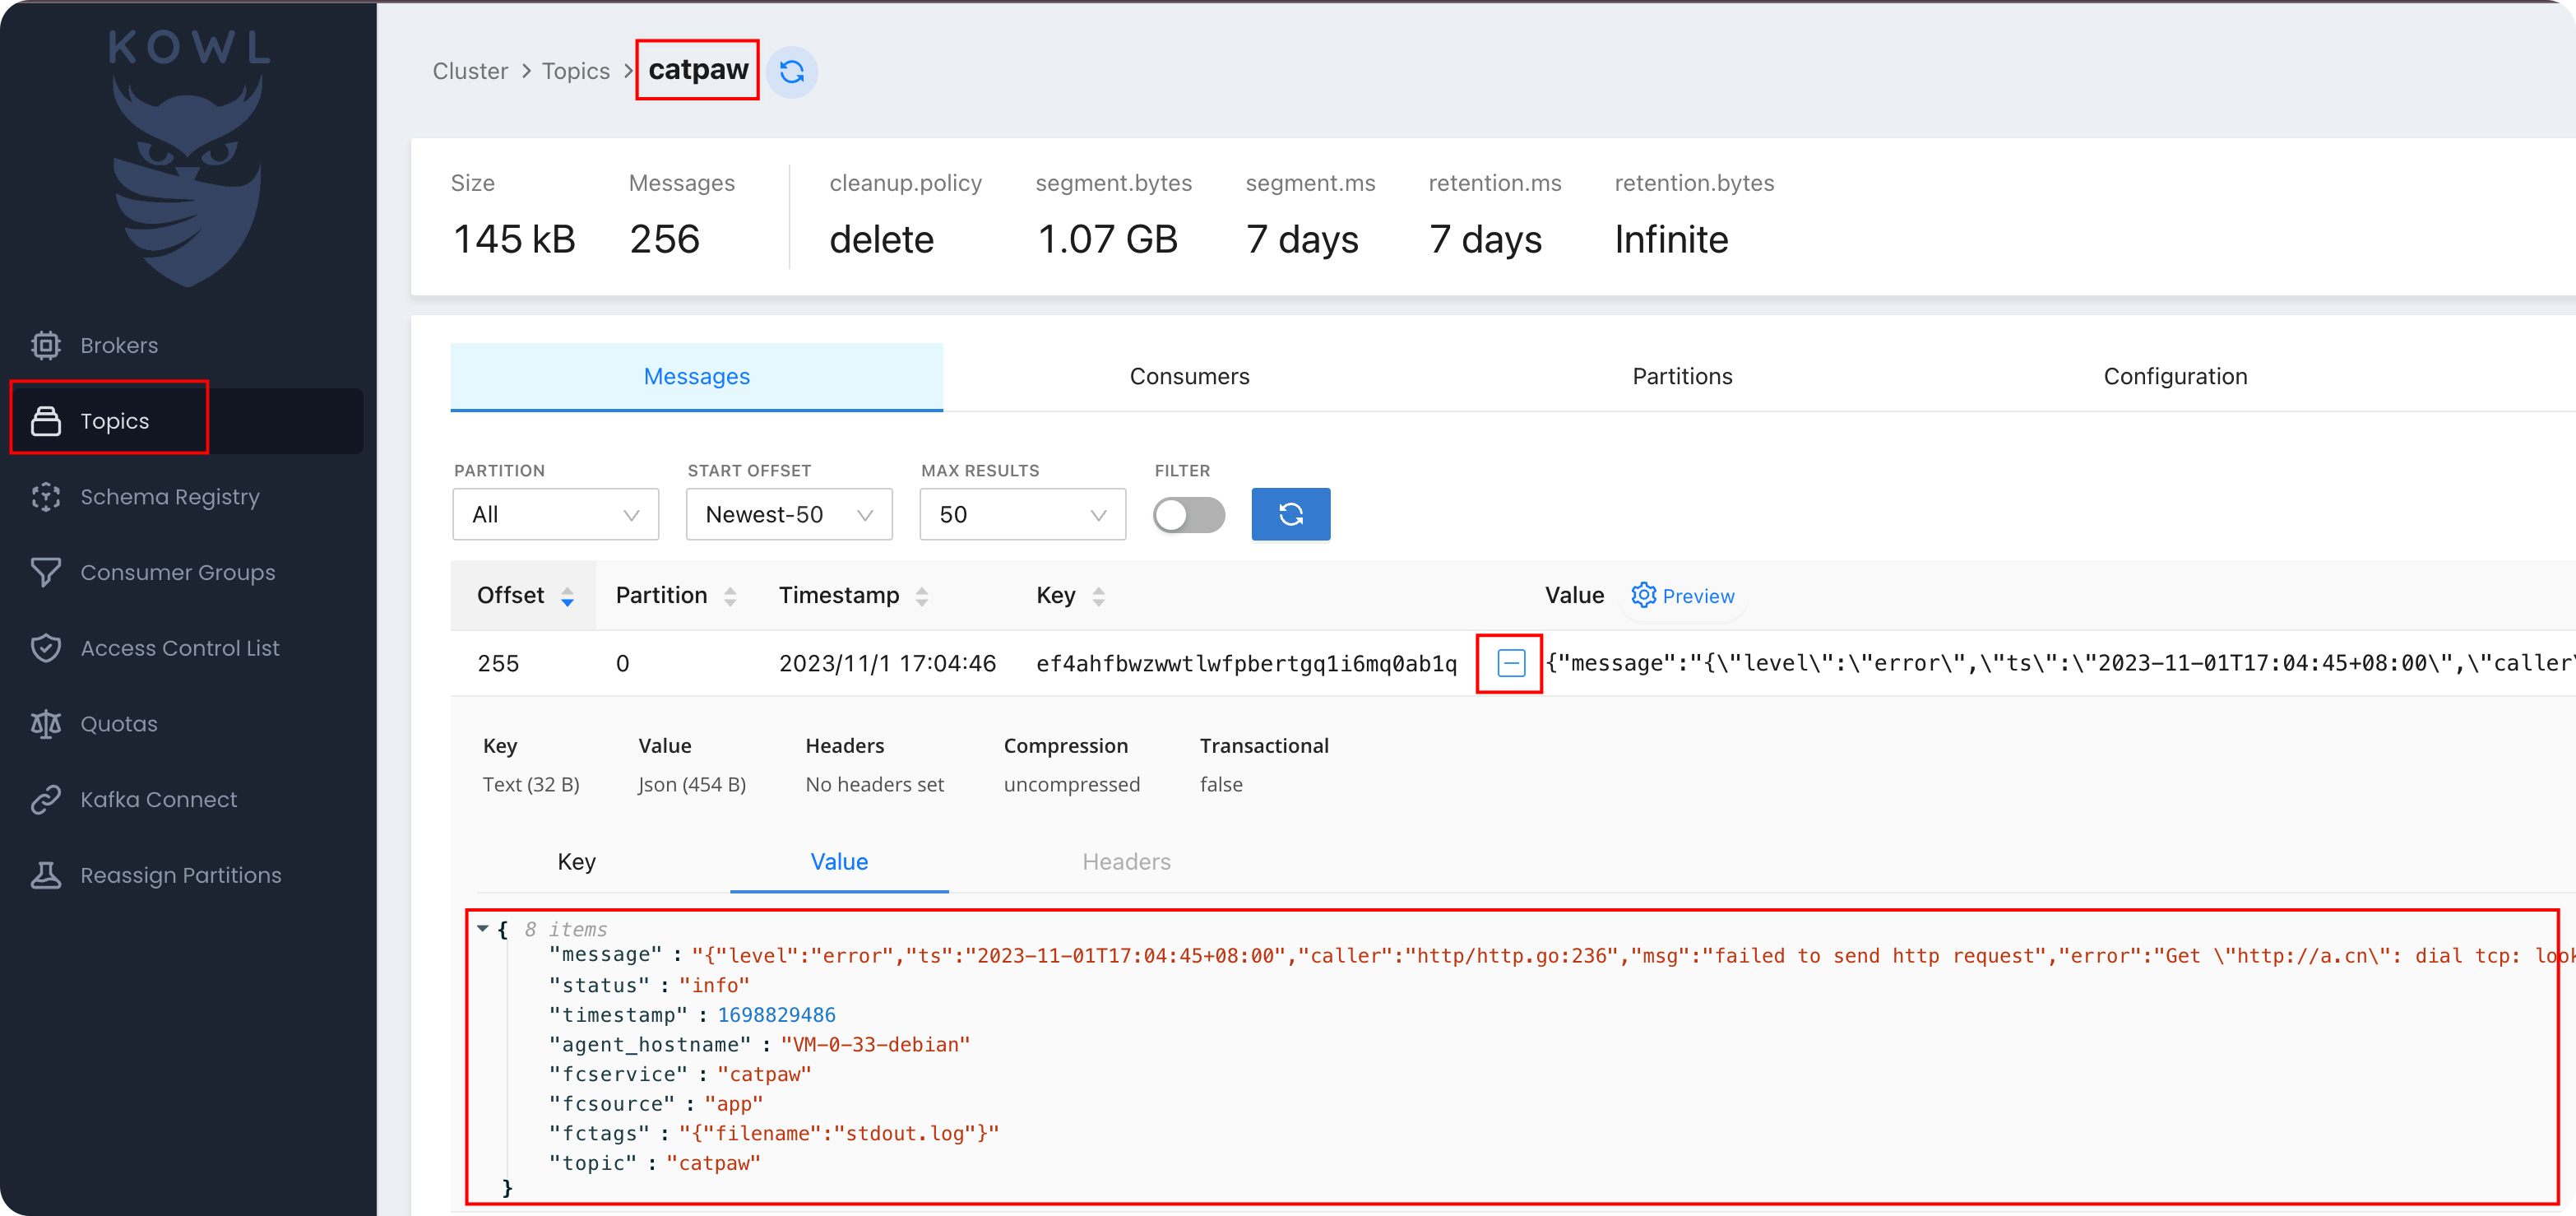 KOWL
Brokers
Topics
Schema Registry
Consumer Groups
Access Control List
Quotas
Kafka Connect
Reassign Partitions
Cluster > Topics > catpaw
Size Messages cleanup.policy segment.bytes segment.ms retention.ms retention.bytes
145 kB 256 delete 1.07 GB 7 days 7 days Infinite
Messages Consumers Partitions Configuration
PARTITION START OFFSET MAX RESULTS FILTER
All Newest-50 50
Offset Partition Timestamp Key Value Preview
255 0 2023/11/1 17:04:46 ef4ahfbwzwwtlwfpbertgq1i6mq0ab1q {"message":"{\"level\":\"error\",\"ts\":\"2023-11-01T17:04:45+08:00\",\"caller\
Key Value Headers Compression Transactional
Text (32 B) Json (454 B) No headers set uncompressed false
Key Value Headers
{ 8 items
"message" : "{"level":"error","ts":"2023-11-01T17:04:45+08:00","caller":"http/http.go:236","msg":"failed to send http request","error":"Get \"http://a.cn\": dial tcp: look
"status" : "info"
"timestamp" : 1698829486
"agent_hostname" : "VM-0-33-debian"
"fcservice" : "catpaw"
"fcsource" : "app"
"fctags" : "{"filename":"stdout.log"}"
"topic" : "catpaw"
}